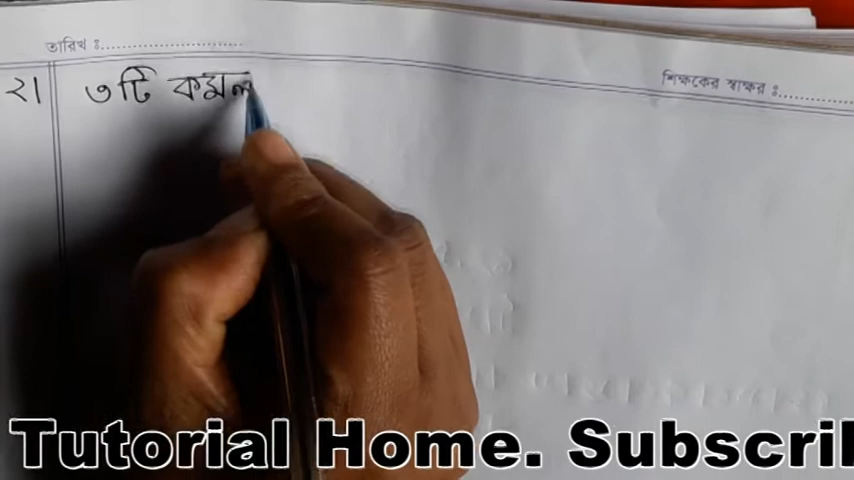 তারিখ ঃ
শিক্ষকের স্বাক্ষর ঃ
২। ৩টি কমল
Tutorial Home. Subscri